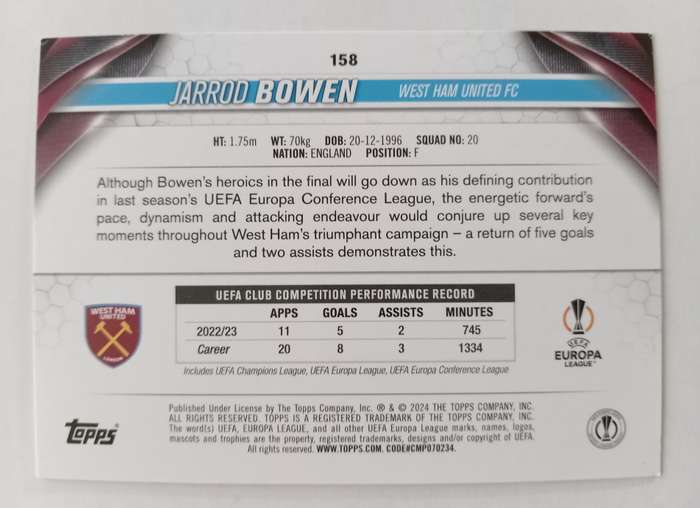 158
JARROD BOWEN WEST HAM UNITED FC
HT: 1.75m WT: 70kg DOB: 20-12-1996 SQUAD NO: 20
NATION: ENGLAND POSITION: F
Although Bowen's heroics in the final will go down as his defining contribution
in last season's UEFA Europa Conference League, the energetic forward's
pace, dynamism and attacking endeavour would conjure up several key
moments throughout West Ham's triumphant campaign – a return of five goals
and two assists demonstrates this.
UEFA CLUB COMPETITION PERFORMANCE RECORD
APPS GOALS ASSISTS MINUTES
2022/23 11 5 2 745
Career 20 8 3 1334
Includes UEFA Champions League, UEFA Europa League, UEFA Europa Conference League
WEST HAM
UNITED
LONDON
UEFA
EUROPA
LEAGUE™
Topps
Published Under License by The Topps Company, Inc. ® & © 2024 THE TOPPS COMPANY, INC.
ALL RIGHTS RESERVED. TOPPS IS A REGISTERED TRADEMARK OF THE TOPPS COMPANY, INC.
The word(s) UEFA, EUROPA LEAGUE, and all other UEFA Europa League marks, names, logos,
mascots and trophies are the property, registered trademarks, designs and/or copyright of UEFA.
All rights reserved. WWW.TOPPS.COM. CODE#CMP070234.